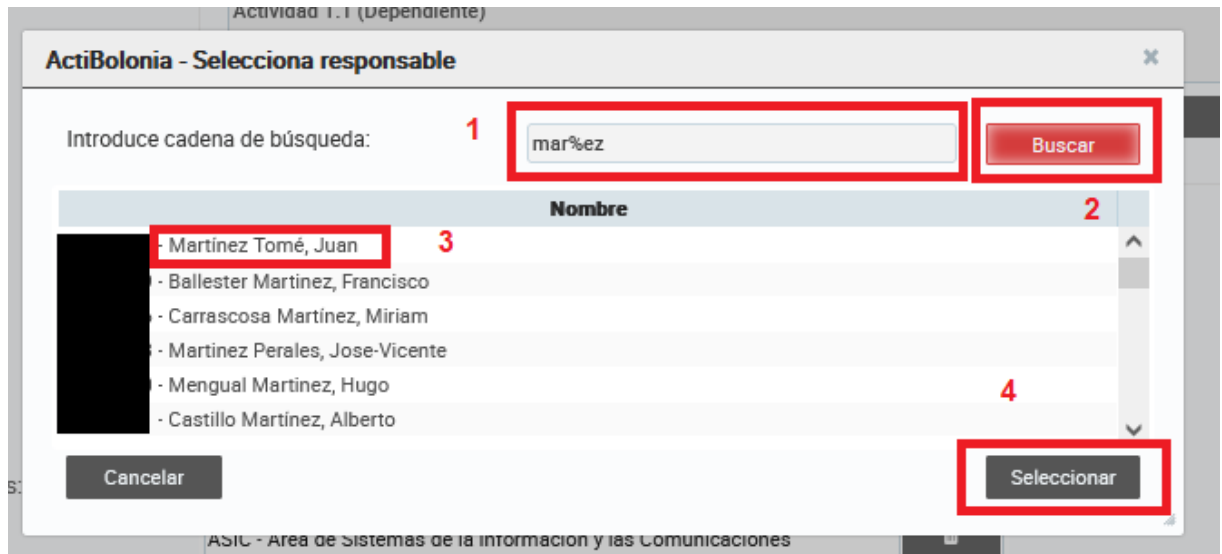 Actividad 1.1 (Dependiente)
ActiBolonia - Selecciona responsable
Introduce cadena de búsqueda:
1
mar%ez
Buscar
Nombre
2
- Martínez Tomé, Juan
3
- Ballester Martinez, Francisco
- Carrascosa Martínez, Miriam
- Martinez Perales, Jose-Vicente
- Mengual Martinez, Hugo
- Castillo Martínez, Alberto
4
Cancelar
Seleccionar
s:
ASIC - Área de Sistemas de la Información y las Comunicaciones